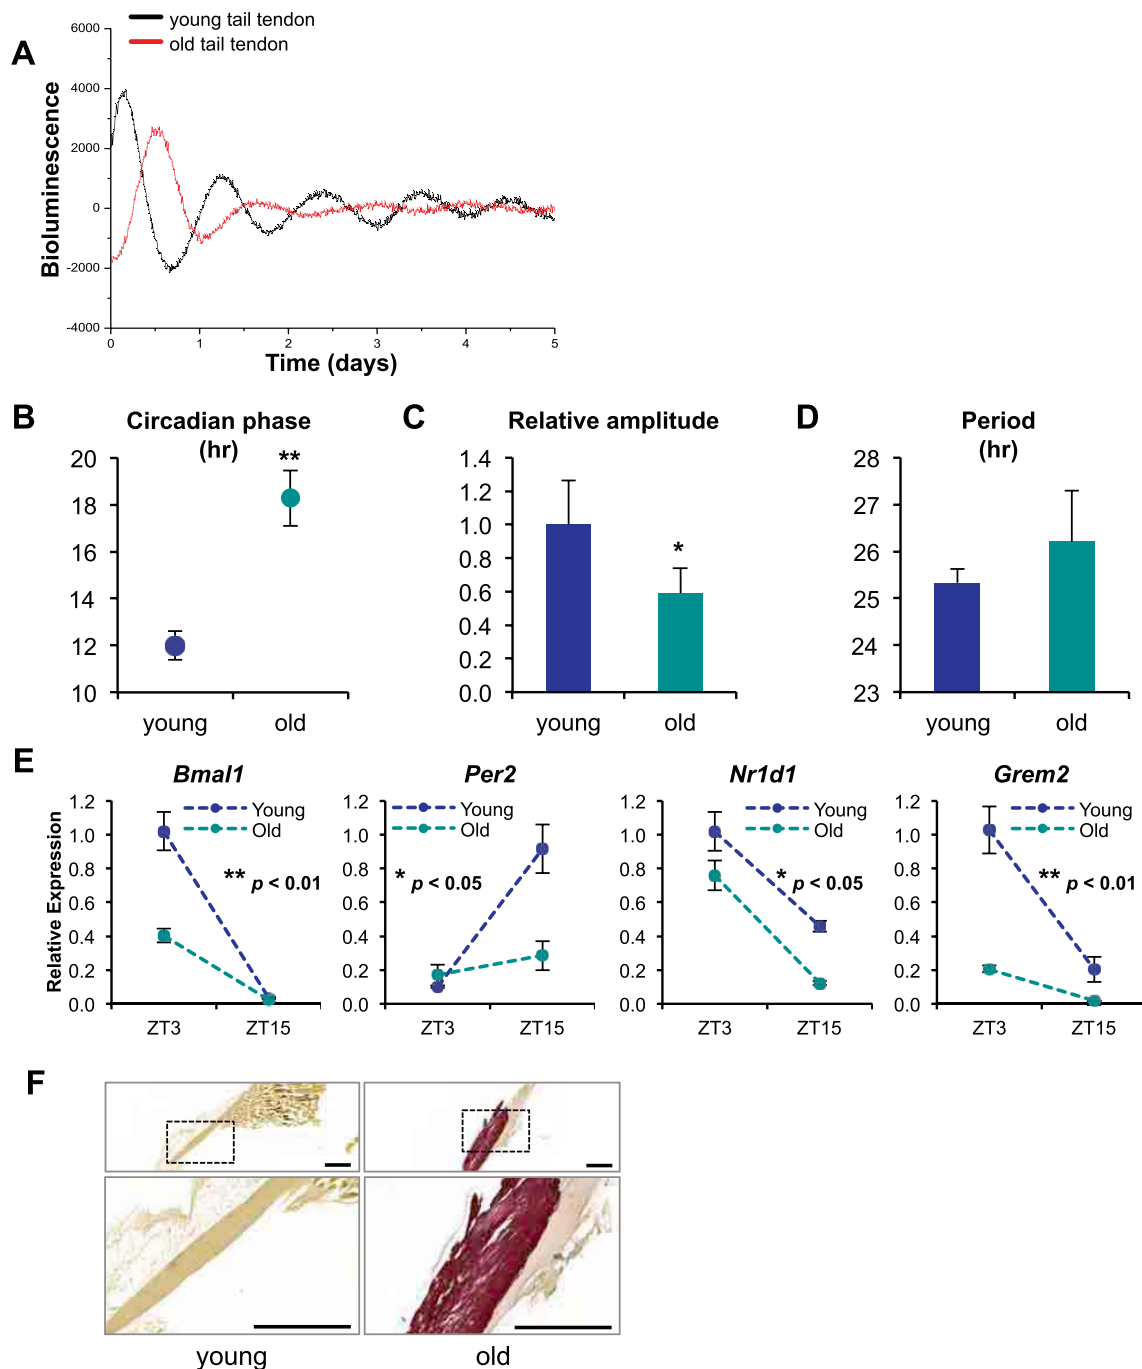 A
young tail tendon
old tail tendon
6000
4000
2000
0
-2000
-4000
Bioluminescence
0 1 2 3 4 5
Time (days)
B
Circadian phase
(hr)
20
18
16
14
12
10
**
young old
C
Relative amplitude
1.4
1.2
1.0
0.8
0.6
0.4
0.2
0.0
*
young old
D
Period
(hr)
28
27
26
25
24
23
young old
E
Relative Expression
Bmal1
1.2
1.0
0.8
0.6
0.4
0.2
0.0
Young
Old
** p < 0.01
ZT3 ZT15
Per2
1.2
1.0
0.8
0.6
0.4
0.2
0.0
Young
Old
* p < 0.05
ZT3 ZT15
Nr1d1
1.2
1.0
0.8
0.6
0.4
0.2
0.0
Young
Old
* p < 0.05
ZT3 ZT15
Grem2
1.2
1.0
0.8
0.6
0.4
0.2
0.0
Young
Old
** p < 0.01
ZT3 ZT15
F
young old